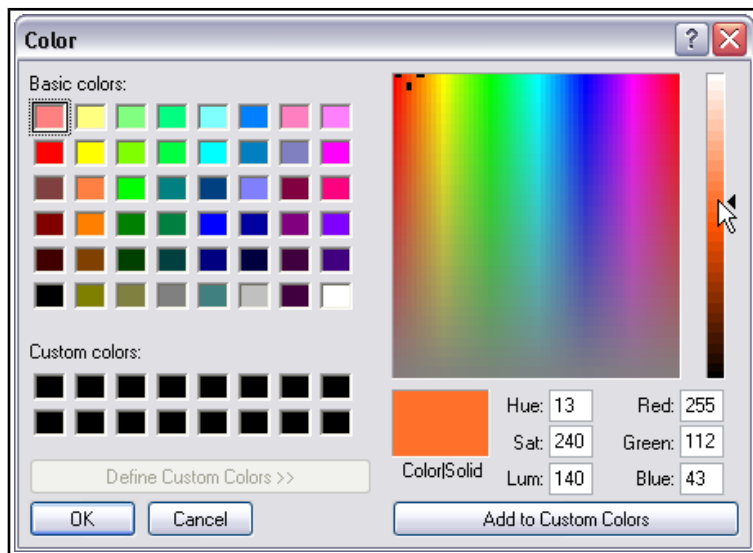 Color
?
Basic colors:
Custom colors:
Define Custom Colors >>
OK
Cancel
Color|Solid
Hue: 13
Sat: 240
Lum: 140
Red: 255
Green: 112
Blue: 43
Add to Custom Colors